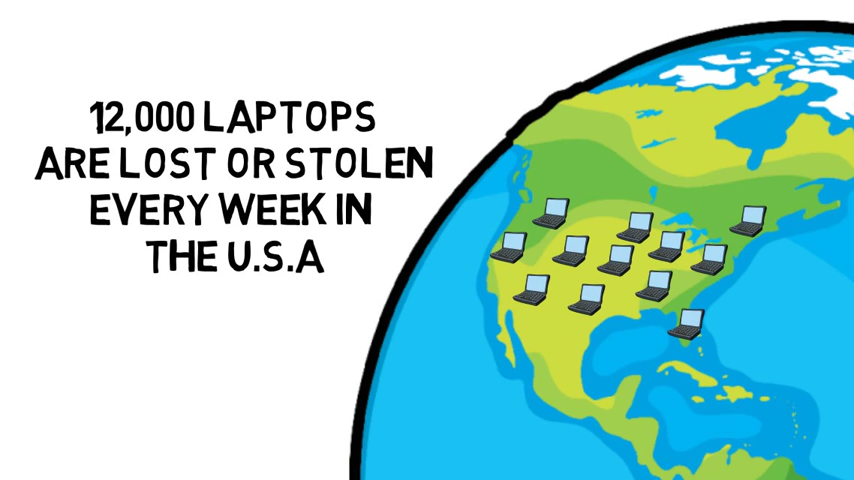 12,000 LAPTOPS
ARE LOST OR STOLEN
EVERY WEEK IN
THE U.S.A